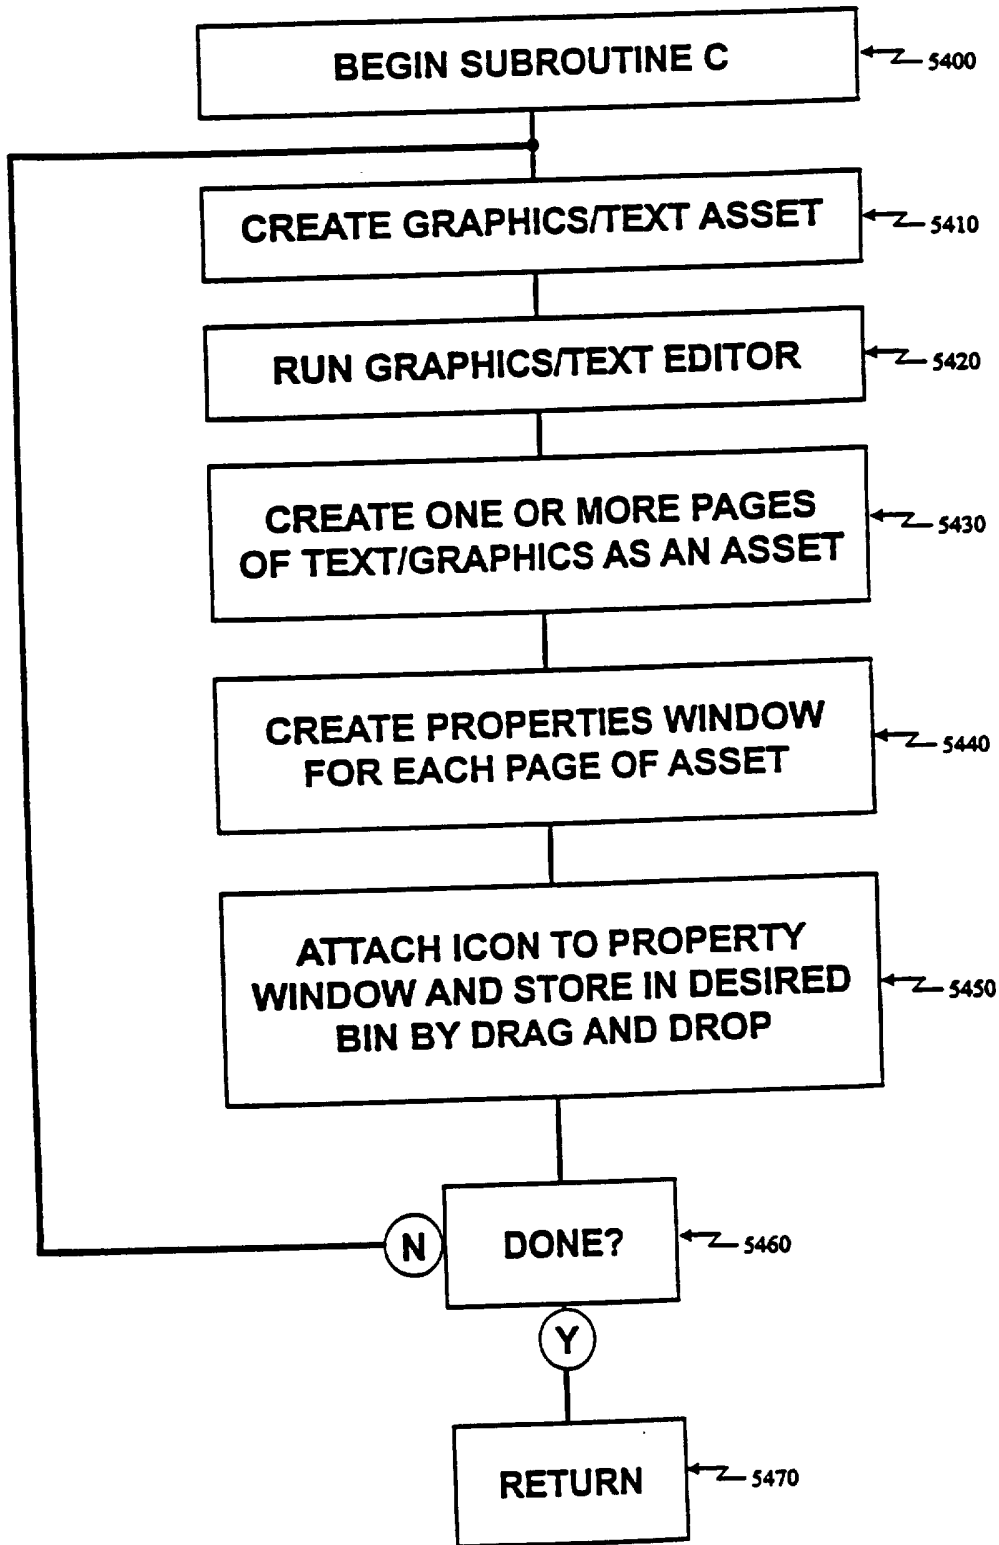 BEGIN SUBROUTINE C
5400
CREATE GRAPHICS/TEXT ASSET
5410
RUN GRAPHICS/TEXT EDITOR
5420
CREATE ONE OR MORE PAGES
OF TEXT/GRAPHICS AS AN ASSET
5430
CREATE PROPERTIES WINDOW
FOR EACH PAGE OF ASSET
5440
ATTACH ICON TO PROPERTY
WINDOW AND STORE IN DESIRED
BIN BY DRAG AND DROP
5450
N
DONE?
5460
Y
RETURN
5470